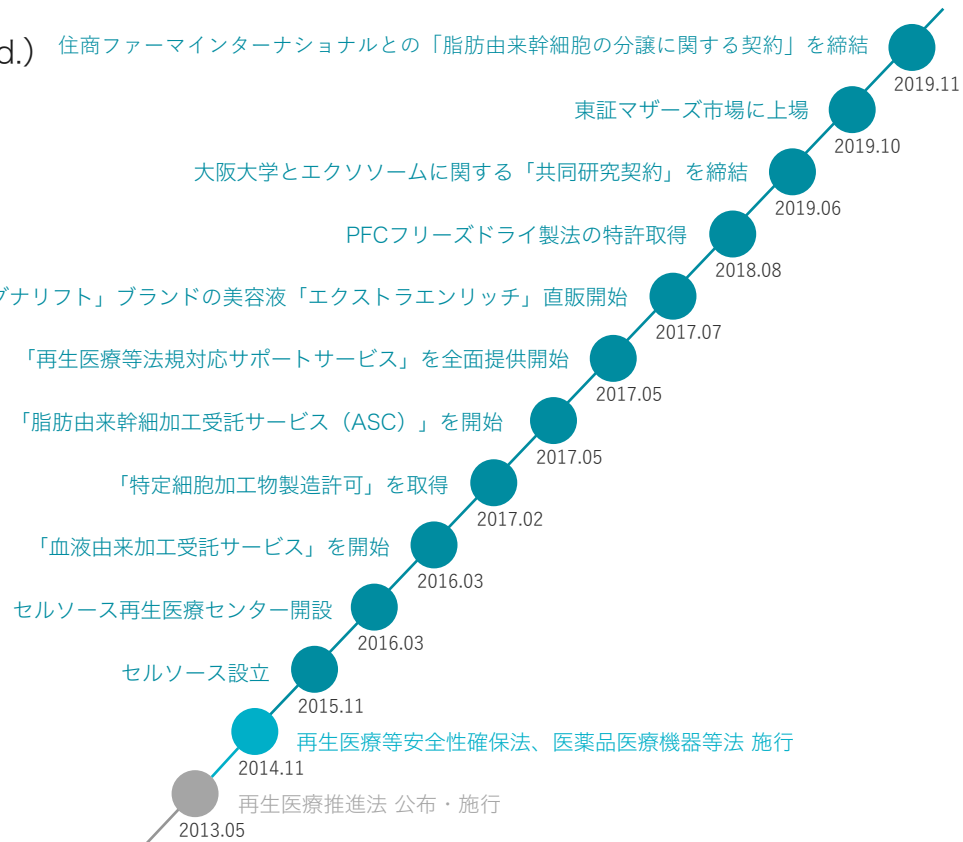 d.)
住商ファーマインターナショナルとの「脂肪由来幹細胞の分譲に関する契約」を締結
2019.11
東証マザーズ市場に上場
2019.10
大阪大学とエクソソームに関する「共同研究契約」を締結
2019.06
PFCフリーズドライ製法の特許取得
2018.08
グナリフト」ブランドの美容液「エクストラエンリッチ」直販開始
2017.07
「再生医療等法規対応サポートサービス」を全面提供開始
2017.05
「脂肪由来幹細加工受託サービス（ASC）」を開始
2017.05
「特定細胞加工物製造許可」を取得
2017.02
「血液由来加工受託サービス」を開始
2016.03
セルソース再生医療センター開設
2016.03
セルソース設立
2015.11
再生医療等安全性確保法、医薬品医療機器等法 施行
2014.11
再生医療推進法 公布・施行
2013.05